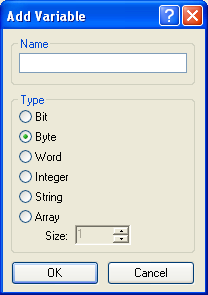 Add Variable
?
Name
Type
Bit
Byte
Word
Integer
String
Array
Size: 1
OK Cancel